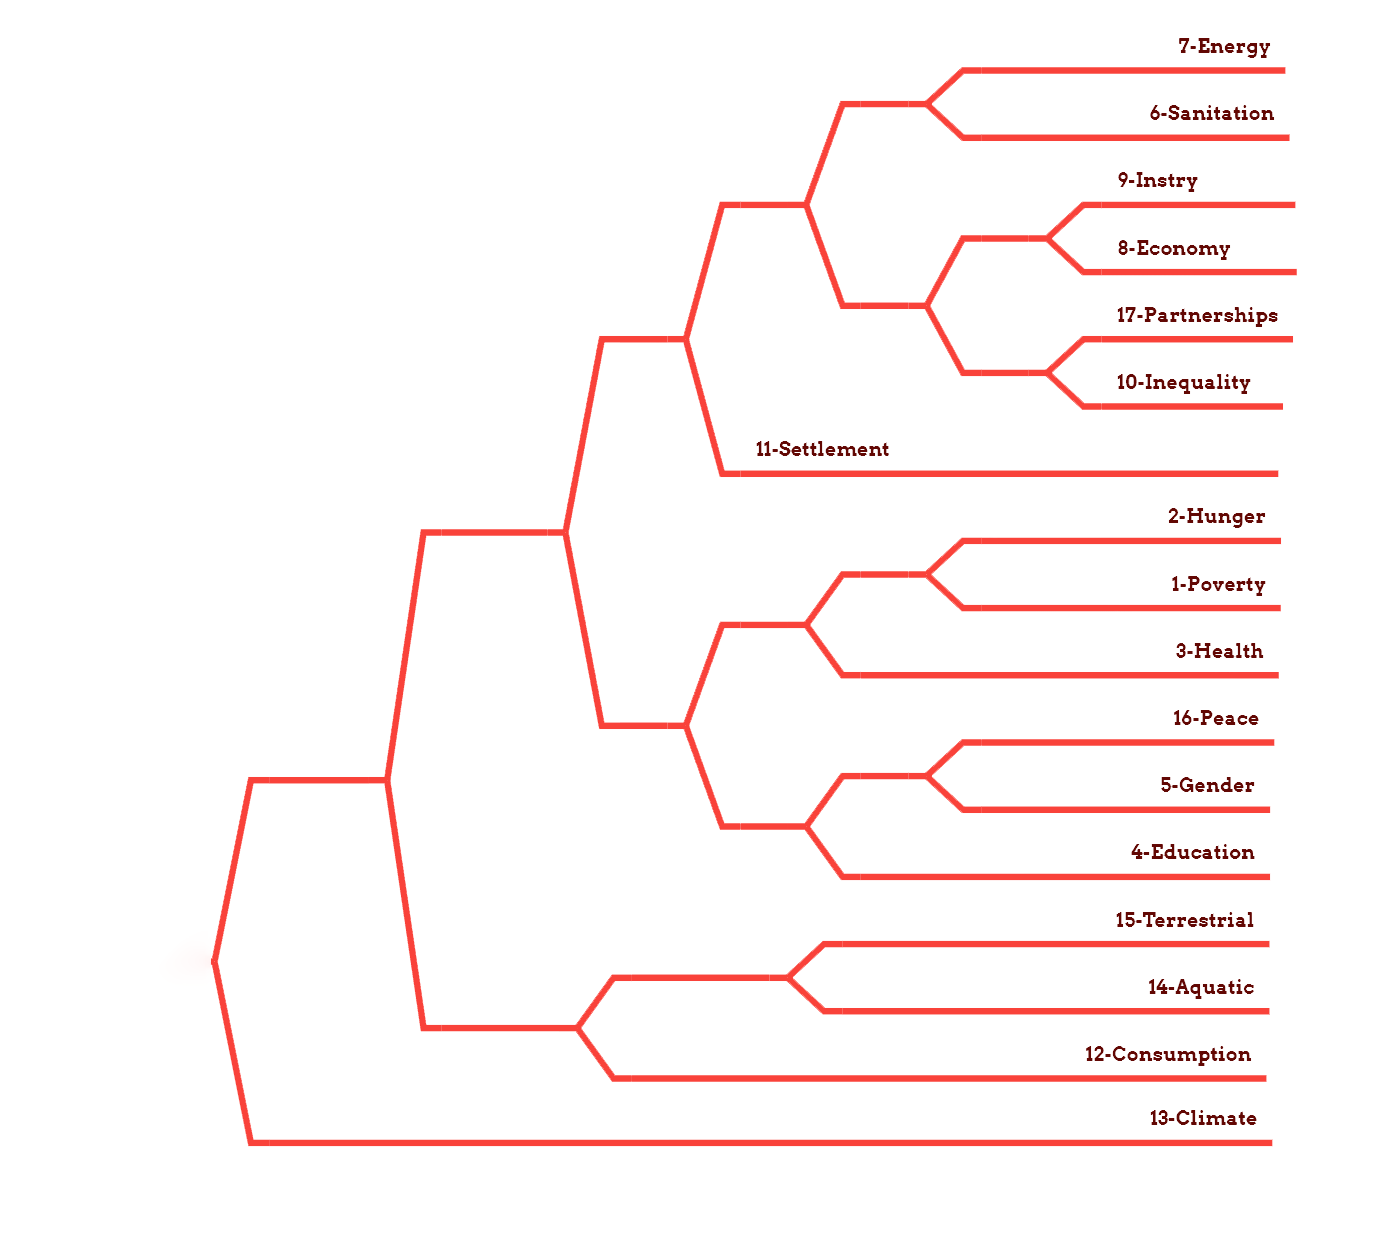 7-Energy
6-Sanitation
9-Instry
8-Economy
17-Partnerships
10-Inequality
11-Settlement
2-Hunger
1-Poverty
3-Health
16-Peace
5-Gender
4-Education
15-Terrestrial
14-Aquatic
12-Consumption
13-Climate